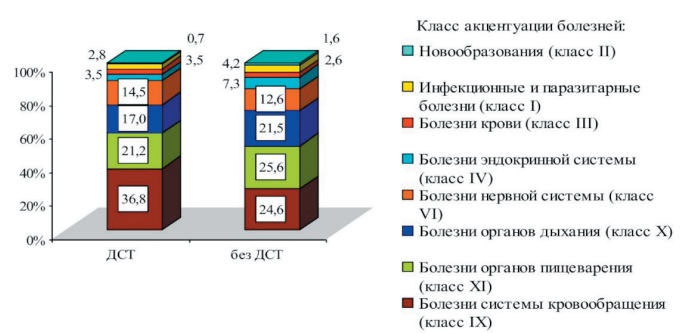 Класс акцентуации болезней:
Новообразования (класс II)
Инфекционные и паразитарные
болезни (класс I)
Болезни крови (класс III)
Болезни эндокринной системы
(класс IV)
Болезни нервной системы (класс
VI)
Болезни органов дыхания (класс X)
Болезни органов пищеварения
(класс XI)
Болезни системы кровообращения
(класс IX)
0,7
1,6
2,8
3,5
4,2
2,6
3,5
7,3
100%
80%
60%
40%
20%
0%
14,5
12,6
17,0
21,5
21,2
25,6
36,8
24,6
ДСТ
без ДСТ